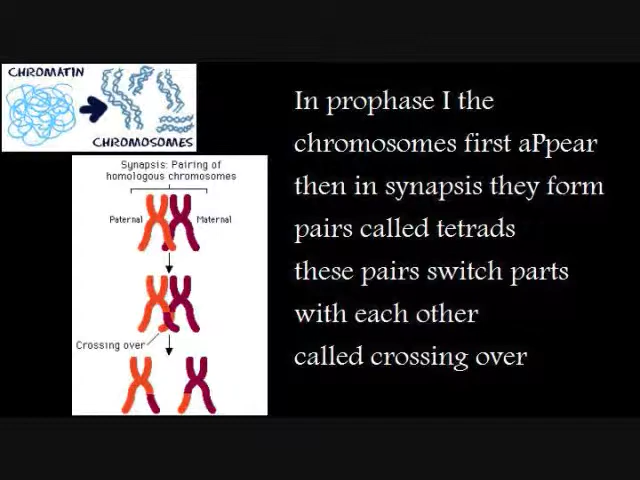 CHROMATIN
CHROMOSOMES
Synapsis: Pairing of
homologous chromosomes
Paternal
Maternal
Crossing over
In prophase I the
chromosomes first aPpear
then in synapsis they form
pairs called tetrads
these pairs switch parts
with each other
called crossing over